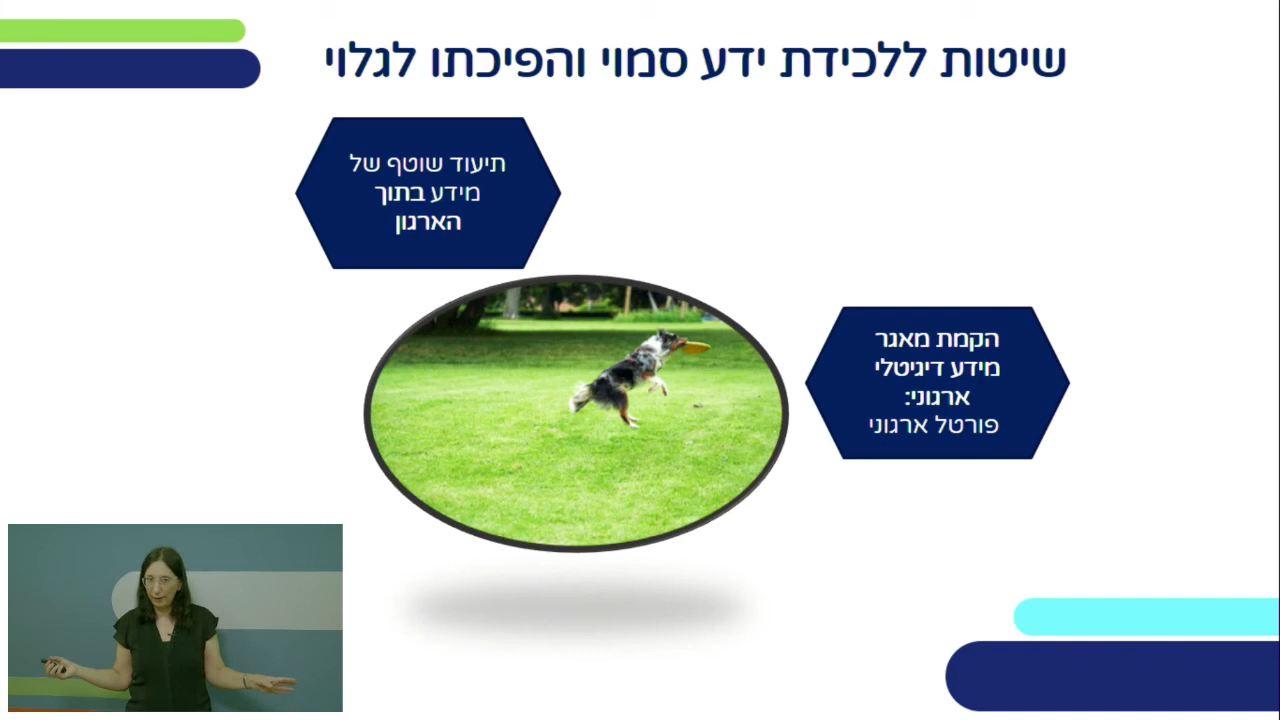 שיטות ללכידת ידע סמוי והפיכתו לגלוי
תיעוד שוטף של
מידע בתוך
הארגון
הקמת מאגר
מידע דיגיטלי
ארגוני:
פורטל ארגוני